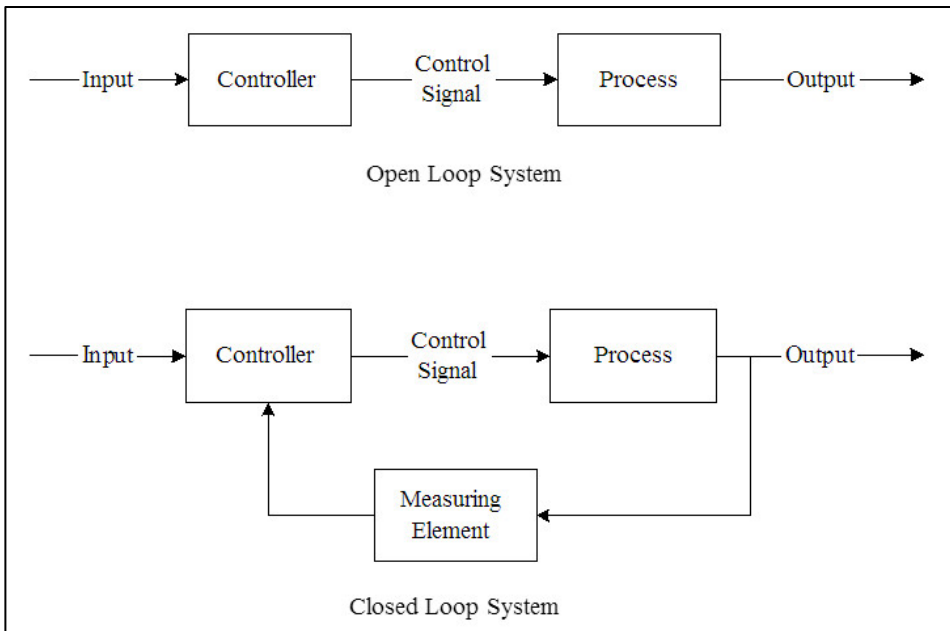 Input
Controller
Control
Signal
Process
Output
Open Loop System
Input
Controller
Control
Signal
Process
Output
Measuring
Element
Closed Loop System